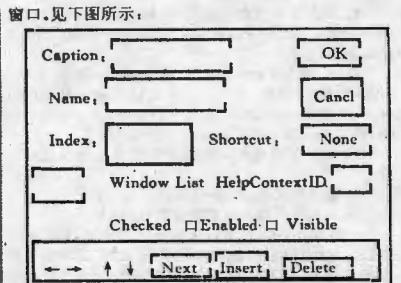 窗口。见下图所示：
Caption: OK
Name: Cancl
Index: Shortcut: None
Window List HelpContextID
Checked □Enabled □ Visible
← → ↑ ↓ Next Insert Delete